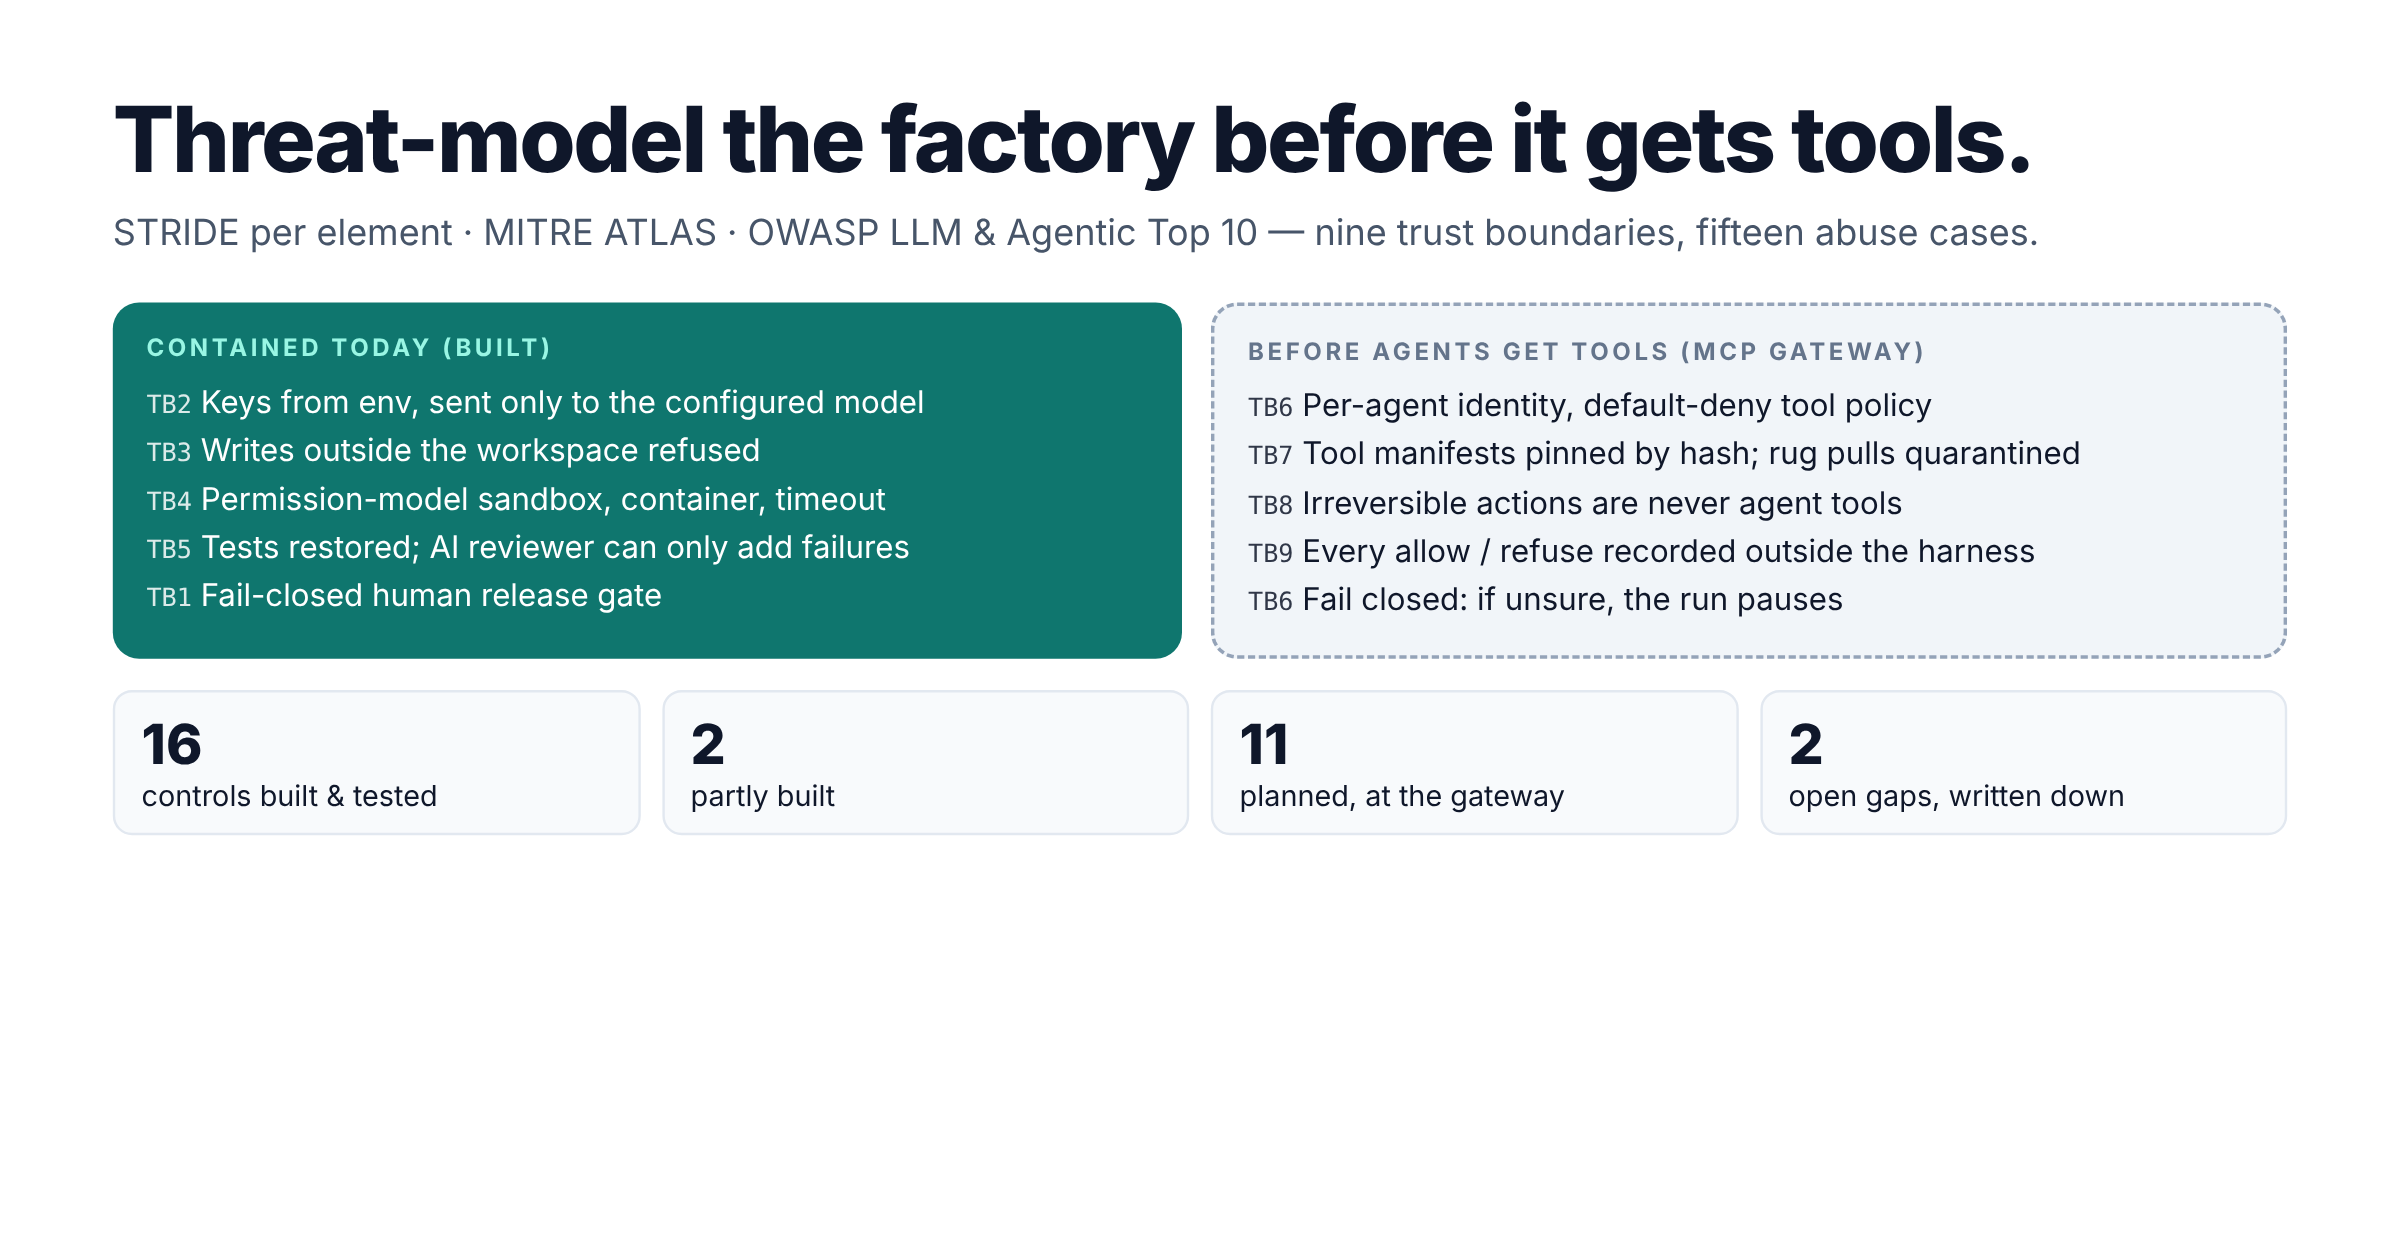 Threat-model the factory before it gets tools.
STRIDE per element · MITRE ATLAS · OWASP LLM & Agentic Top 10 — nine trust boundaries, fifteen abuse cases.
CONTAINED TODAY (BUILT)
TB2 Keys from env, sent only to the configured model
TB3 Writes outside the workspace refused
TB4 Permission-model sandbox, container, timeout
TB5 Tests restored; AI reviewer can only add failures
TB1 Fail-closed human release gate
BEFORE AGENTS GET TOOLS (MCP GATEWAY)
TB6 Per-agent identity, default-deny tool policy
TB7 Tool manifests pinned by hash; rug pulls quarantined
TB8 Irreversible actions are never agent tools
TB9 Every allow / refuse recorded outside the harness
TB6 Fail closed: if unsure, the run pauses
16
controls built & tested
2
partly built
11
planned, at the gateway
2
open gaps, written down